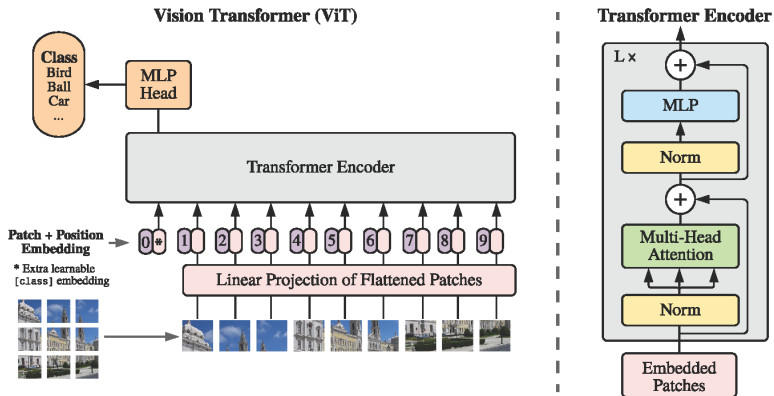 Vision Transformer (ViT)
Class
Bird
Ball
Car
...
MLP
Head
Transformer Encoder
Patch + Position
Embedding
0 * 1 2 3 4 5 6 7 8 9
* Extra learnable
[class] embedding
Linear Projection of Flattened Patches
Transformer Encoder
L ×
+
MLP
Norm
+
Multi-Head
Attention
Norm
Embedded
Patches